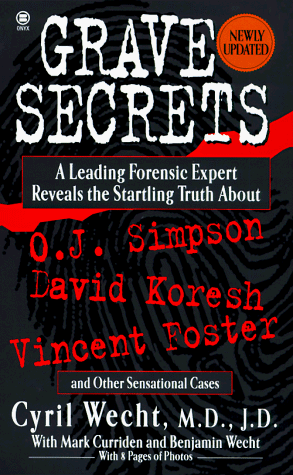 ONYX
GRAVE
SECRETS
NEWLY
UPDATED
A Leading Forensic Expert
Reveals the Startling Truth About
O.J. Simpson
David Koresh
Vincent Foster
and Other Sensational Cases
Cyril Wecht, M.D., J.D.
With Mark Curriden and Benjamin Wecht
With 8 Pages of Photos